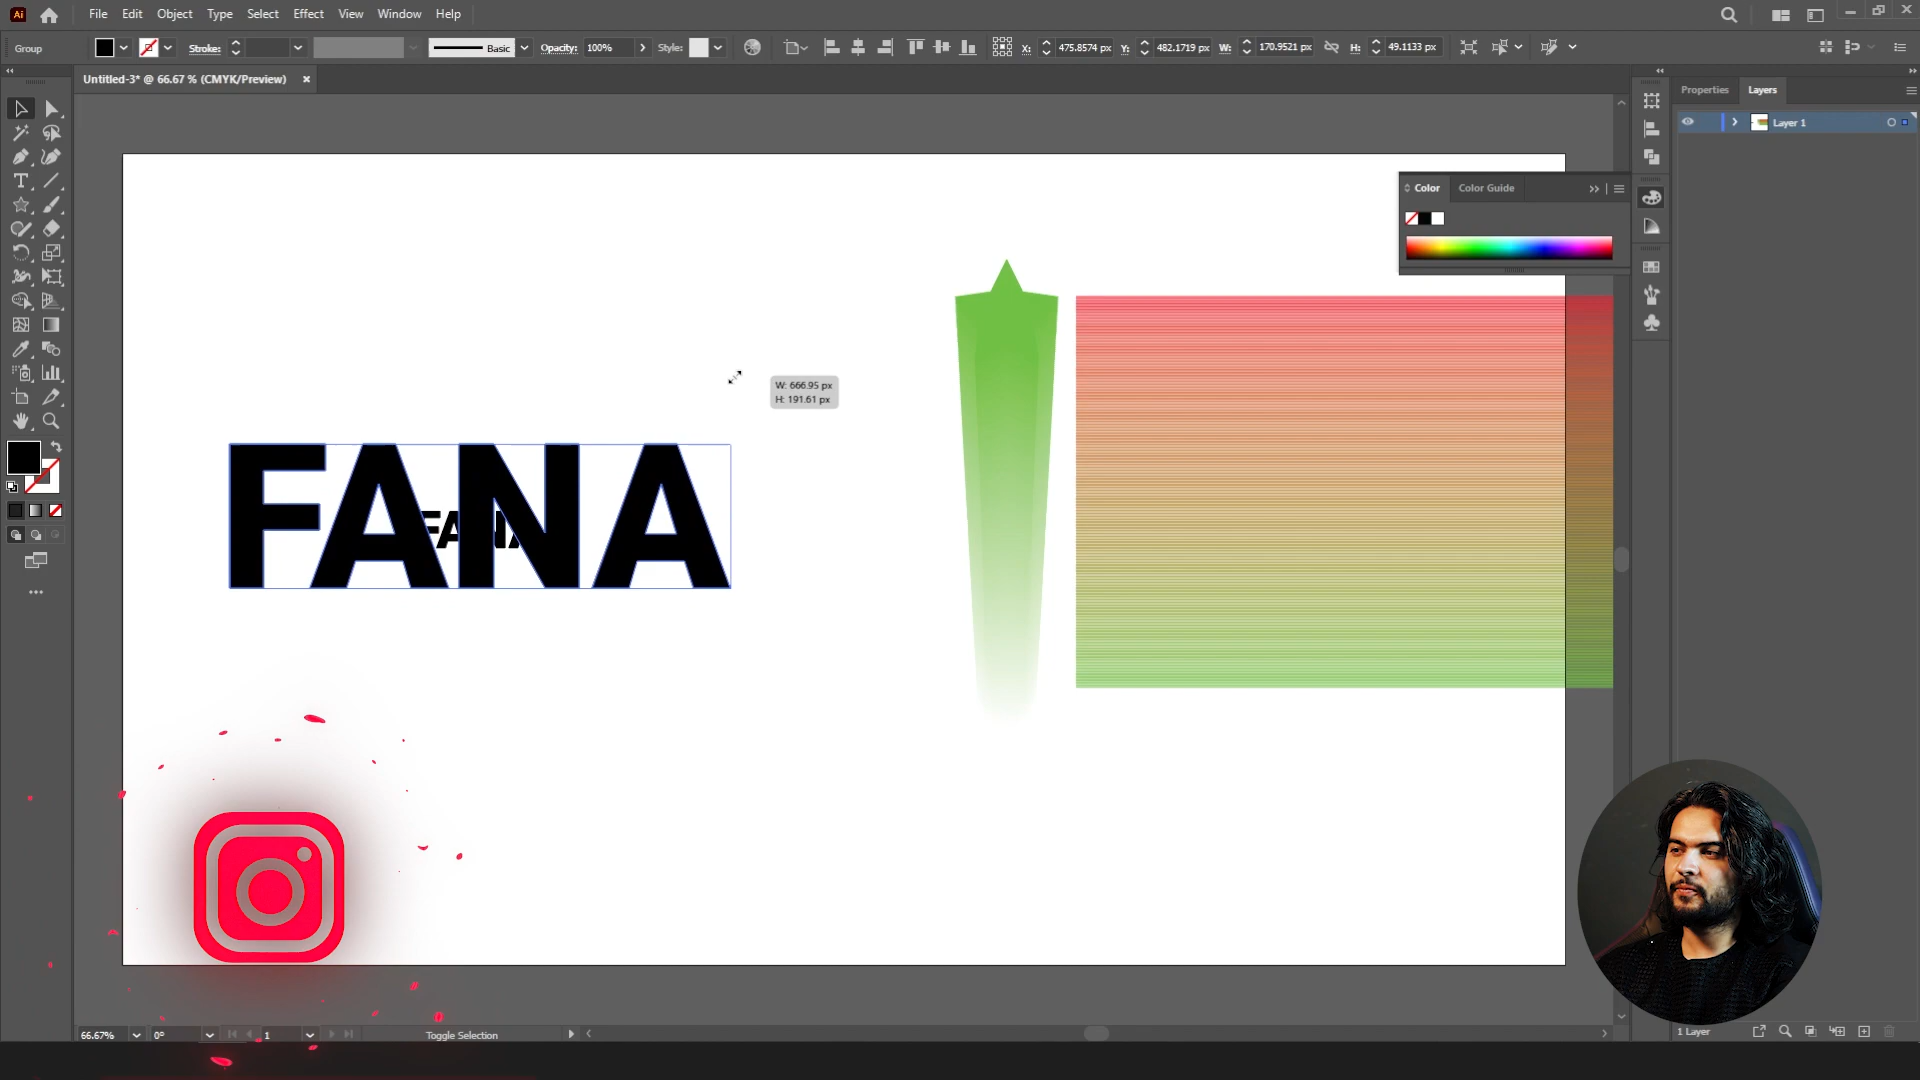 Ai
File Edit Object Type Select Effect View Window Help
Group Stroke: Basic Opacity: 100% Style: X: 475.8574 px Y: 482.1719 px W: 170.9521 px H: 49.1133 px
Untitled-3* @ 66.67 % (CMYK/Preview) ×
Properties Layers
Layer 1
Color Color Guide
W: 666.95 px
H: 191.61 px
FANA
FANA
66.67% 0° 1 Toggle Selection
1 Layer